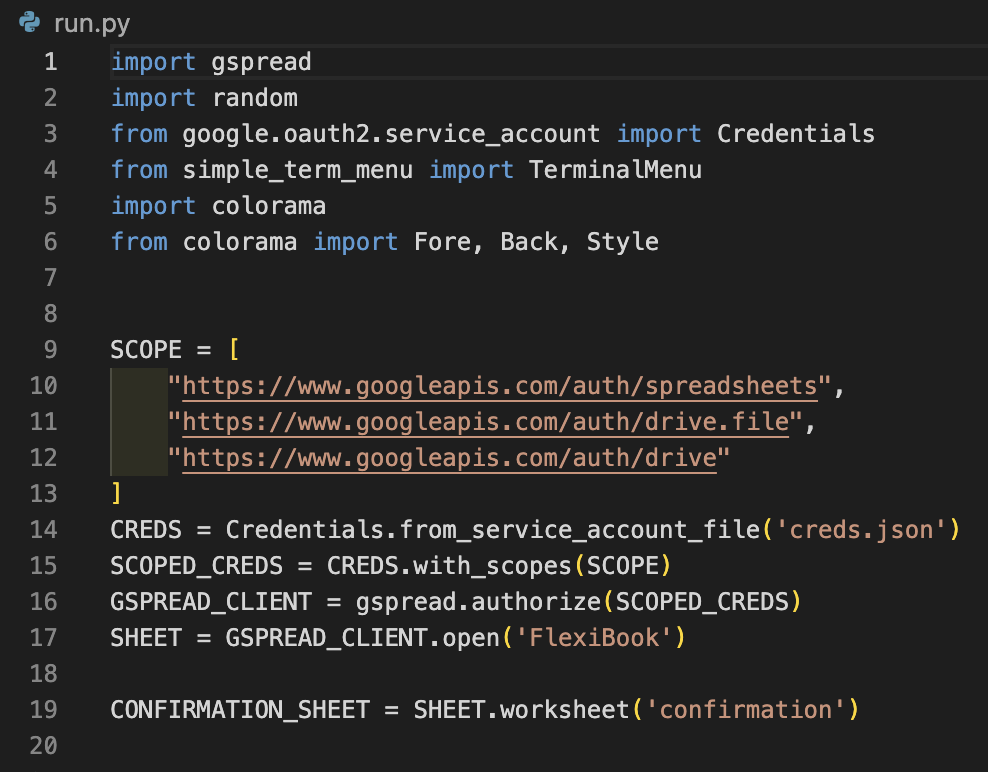 run.py
1 import gspread
2 import random
3 from google.oauth2.service_account import Credentials
4 from simple_term_menu import TerminalMenu
5 import colorama
6 from colorama import Fore, Back, Style
7
8
9 SCOPE = [
10     "https://www.googleapis.com/auth/spreadsheets",
11     "https://www.googleapis.com/auth/drive.file",
12     "https://www.googleapis.com/auth/drive"
13 ]
14 CREDS = Credentials.from_service_account_file('creds.json')
15 SCOPED_CREDS = CREDS.with_scopes(SCOPE)
16 GSPREAD_CLIENT = gspread.authorize(SCOPED_CREDS)
17 SHEET = GSPREAD_CLIENT.open('FlexiBook')
18
19 CONFIRMATION_SHEET = SHEET.worksheet('confirmation')
20